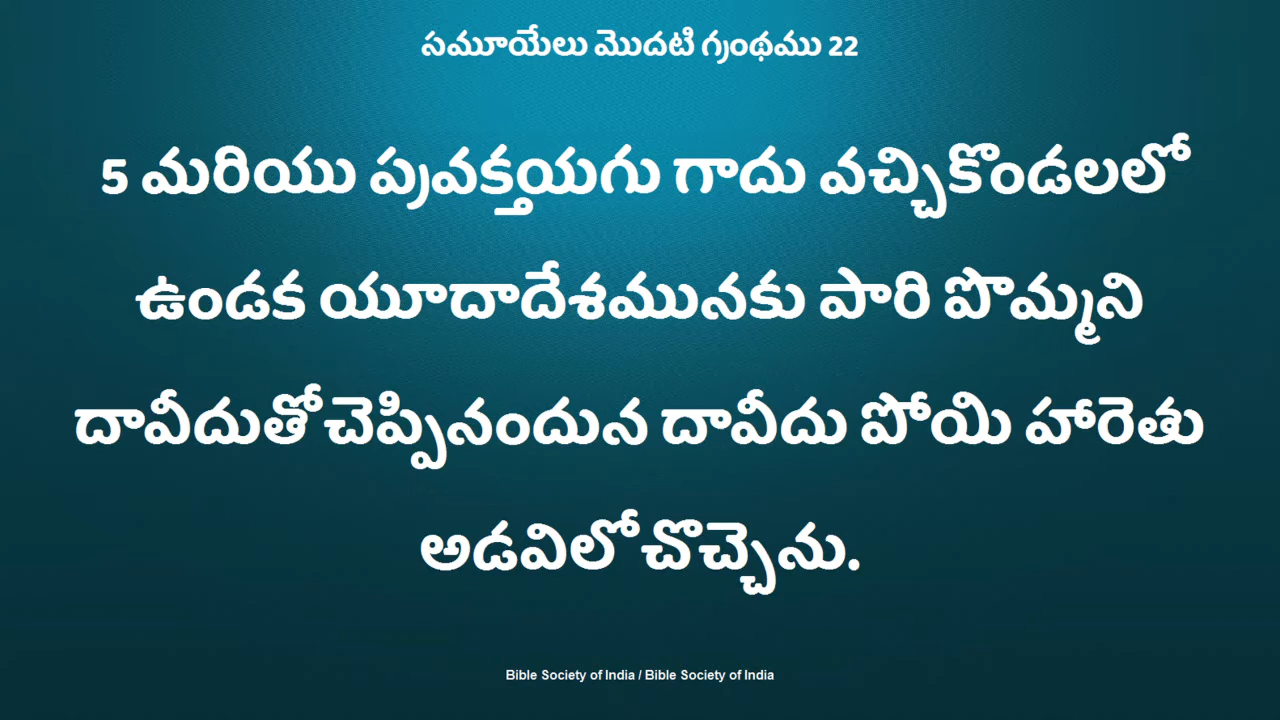 సమూయేలు మొదటి గ్రంథము 22
5 మరియు ప్రవక్తయగు గాదు వచ్చికొండలలో
ఉండక యూదాదేశమునకు పారి పొమ్మని
దావీదుతో చెప్పినందున దావీదు పోయి హారెతు
అడవిలో చొచ్చెను.
Bible Society of India / Bible Society of India